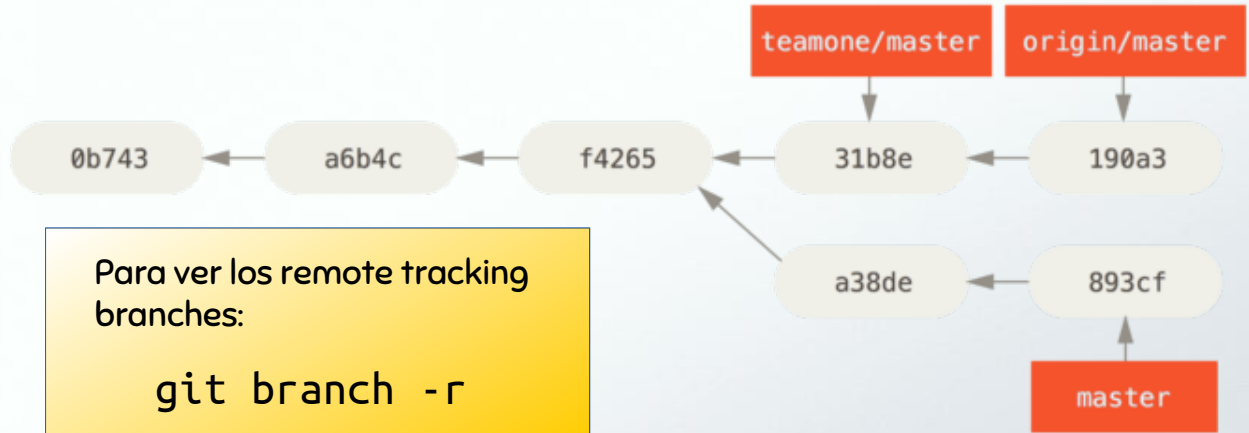 teamone/master origin/master
0b743 a6b4c f4265 31b8e 190a3
Para ver los remote tracking
branches:
git branch -r
a38de 893cf
master